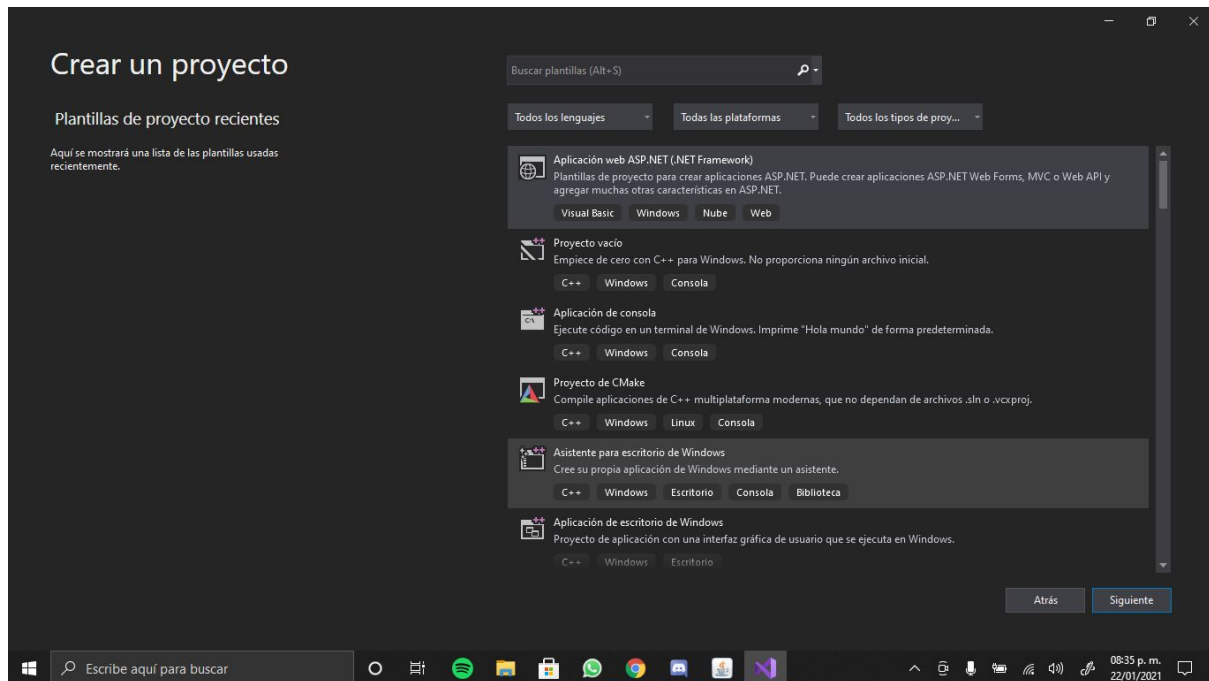 Crear un proyecto
Plantillas de proyecto recientes
Aquí se mostrará una lista de las plantillas usadas
recientemente.
Buscar plantillas (Alt+S)
Todos los lenguajes
Todas las plataformas
Todos los tipos de proy...
Aplicación web ASP.NET (.NET Framework)
Plantillas de proyecto para crear aplicaciones ASP.NET. Puede crear aplicaciones ASP.NET Web Forms, MVC o Web API y
agregar muchas otras características en ASP.NET.
Visual Basic Windows Nube Web
Proyecto vacío
Empiece de cero con C++ para Windows. No proporciona ningún archivo inicial.
C++ Windows Consola
Aplicación de consola
Ejecute código en un terminal de Windows. Imprime "Hola mundo" de forma predeterminada.
C++ Windows Consola
Proyecto de CMake
Compile aplicaciones de C++ multiplataforma modernas, que no dependan de archivos .sln o .vcxproj.
C++ Windows Linux Consola
Asistente para escritorio de Windows
Cree su propia aplicación de Windows mediante un asistente.
C++ Windows Escritorio Consola Biblioteca
Aplicación de escritorio de Windows
Proyecto de aplicación con una interfaz gráfica de usuario que se ejecuta en Windows.
C++ Windows Escritorio
Atrás Siguiente
Escribe aquí para buscar
08:35 p. m.
22/01/2021